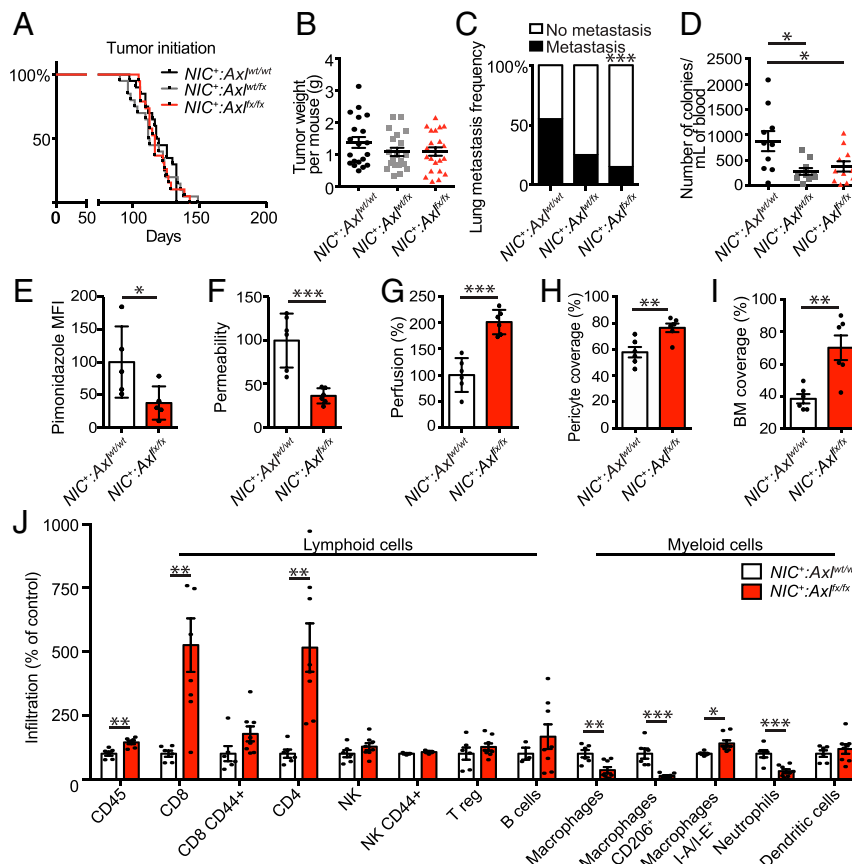 A
Tumor initiation
100%
50
0
50
100
150
200
Days
NIC+:Axlwt/wt
NIC+:Axlwt/fx
NIC+:Axlfx/fx
B
Tumor weight
per mouse (g)
4
3
2
1
0
NIC+:Axlwt/wt
NIC+:Axlwt/fx
NIC+:Axlfx/fx
C
No metastasis
Metastasis
***
Lung metastasis frequency
100%
50
0
NIC+:Axlwt/wt
NIC+:Axlwt/fx
NIC+:Axlfx/fx
D
*
*
Number of colonies/
mL of blood
2500
2000
1500
1000
500
0
NIC+:Axlwt/wt
NIC+:Axlwt/fx
NIC+:Axlfx/fx
E
*
Pimonidazole MFI
200
150
100
50
0
NIC+:Axlwt/wt
NIC+:Axlfx/fx
F
***
Permeability
150
100
50
0
NIC+:Axlwt/wt
NIC+:Axlfx/fx
G
***
Perfusion (%)
250
200
150
100
50
0
NIC+:Axlwt/wt
NIC+:Axlfx/fx
H
**
Pericyte coverage (%)
100
80
60
40
20
0
NIC+:Axlwt/wt
NIC+:Axlfx/fx
I
**
BM coverage (%)
100
80
60
40
20
NIC+:Axlwt/wt
NIC+:Axlfx/fx
J
Lymphoid cells
Myeloid cells
NIC+:Axlwt/w
NIC+:Axlfx/fx
Infiltration (% of control)
1000
750
500
250
0
**
**
**
**
***
*
***
CD45
CD8
CD8 CD44+
CD4
NK
NK CD44+
T reg
B cells
Macrophages
Macrophages
CD206+
Macrophages
I-A/I-E+
Neutrophils
Dendritic cells